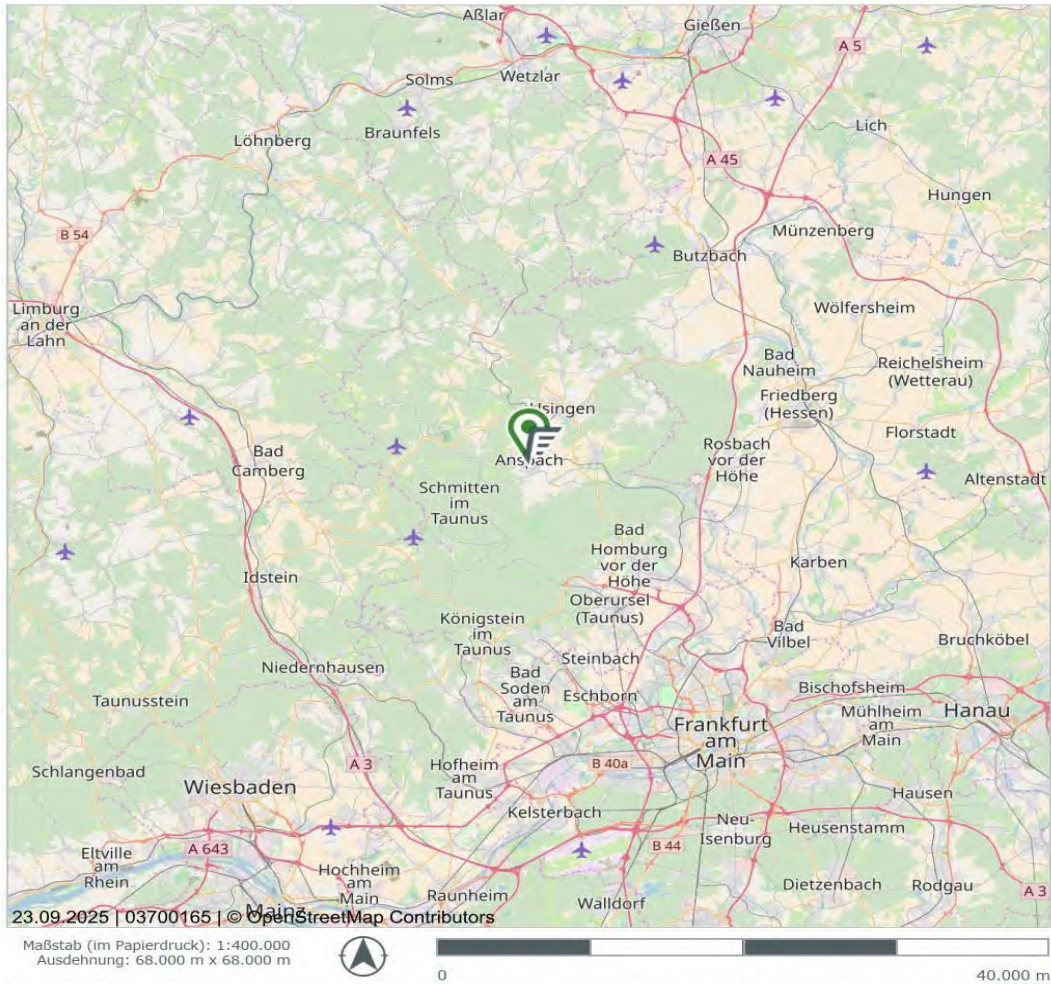 Aßlar
Gießen
A 5
Solms
Wetzlar
Braunfels
Lich
Löhnberg
A 45
Hungen
B 54
Münzenberg
Butzbach
Limburg
an der
Lahn
Wölfersheim
Bad
Nauheim
Reichelsheim
(Wetterau)
Friedberg
(Hessen)
Usingen
Florstadt
Rosbach
vor der
Höhe
Bad
Camberg
Anspach
Altenstadt
Schmitten
im
Taunus
Bad
Homburg
vor der
Höhe
Karben
Idstein
Oberursel
(Taunus)
Königstein
im
Taunus
Bad
Vilbel
Bruchköbel
Steinbach
Niedernhausen
Bad
Soden
am
Taunus
Eschborn
Bischofsheim
Taunusstein
Mühlheim
am
Main
Hanau
Frankfurt
am
Main
Schlangenbad
A 3
Hofheim
am
Taunus
B 40a
Wiesbaden
Hausen
Kelsterbach
Neu-
Isenburg
Heusenstamm
A 643
B 44
Eltville
am
Rhein
Hochheim
am
Main
Raunheim
Walldorf
Dietzenbach
Rodgau
A 3
Mainz
23.09.2025 | 03700165 | © OpenStreetMap Contributors
Maßstab (im Papierdruck): 1:400.000
Ausdehnung: 68.000 m x 68.000 m
0
40.000 m